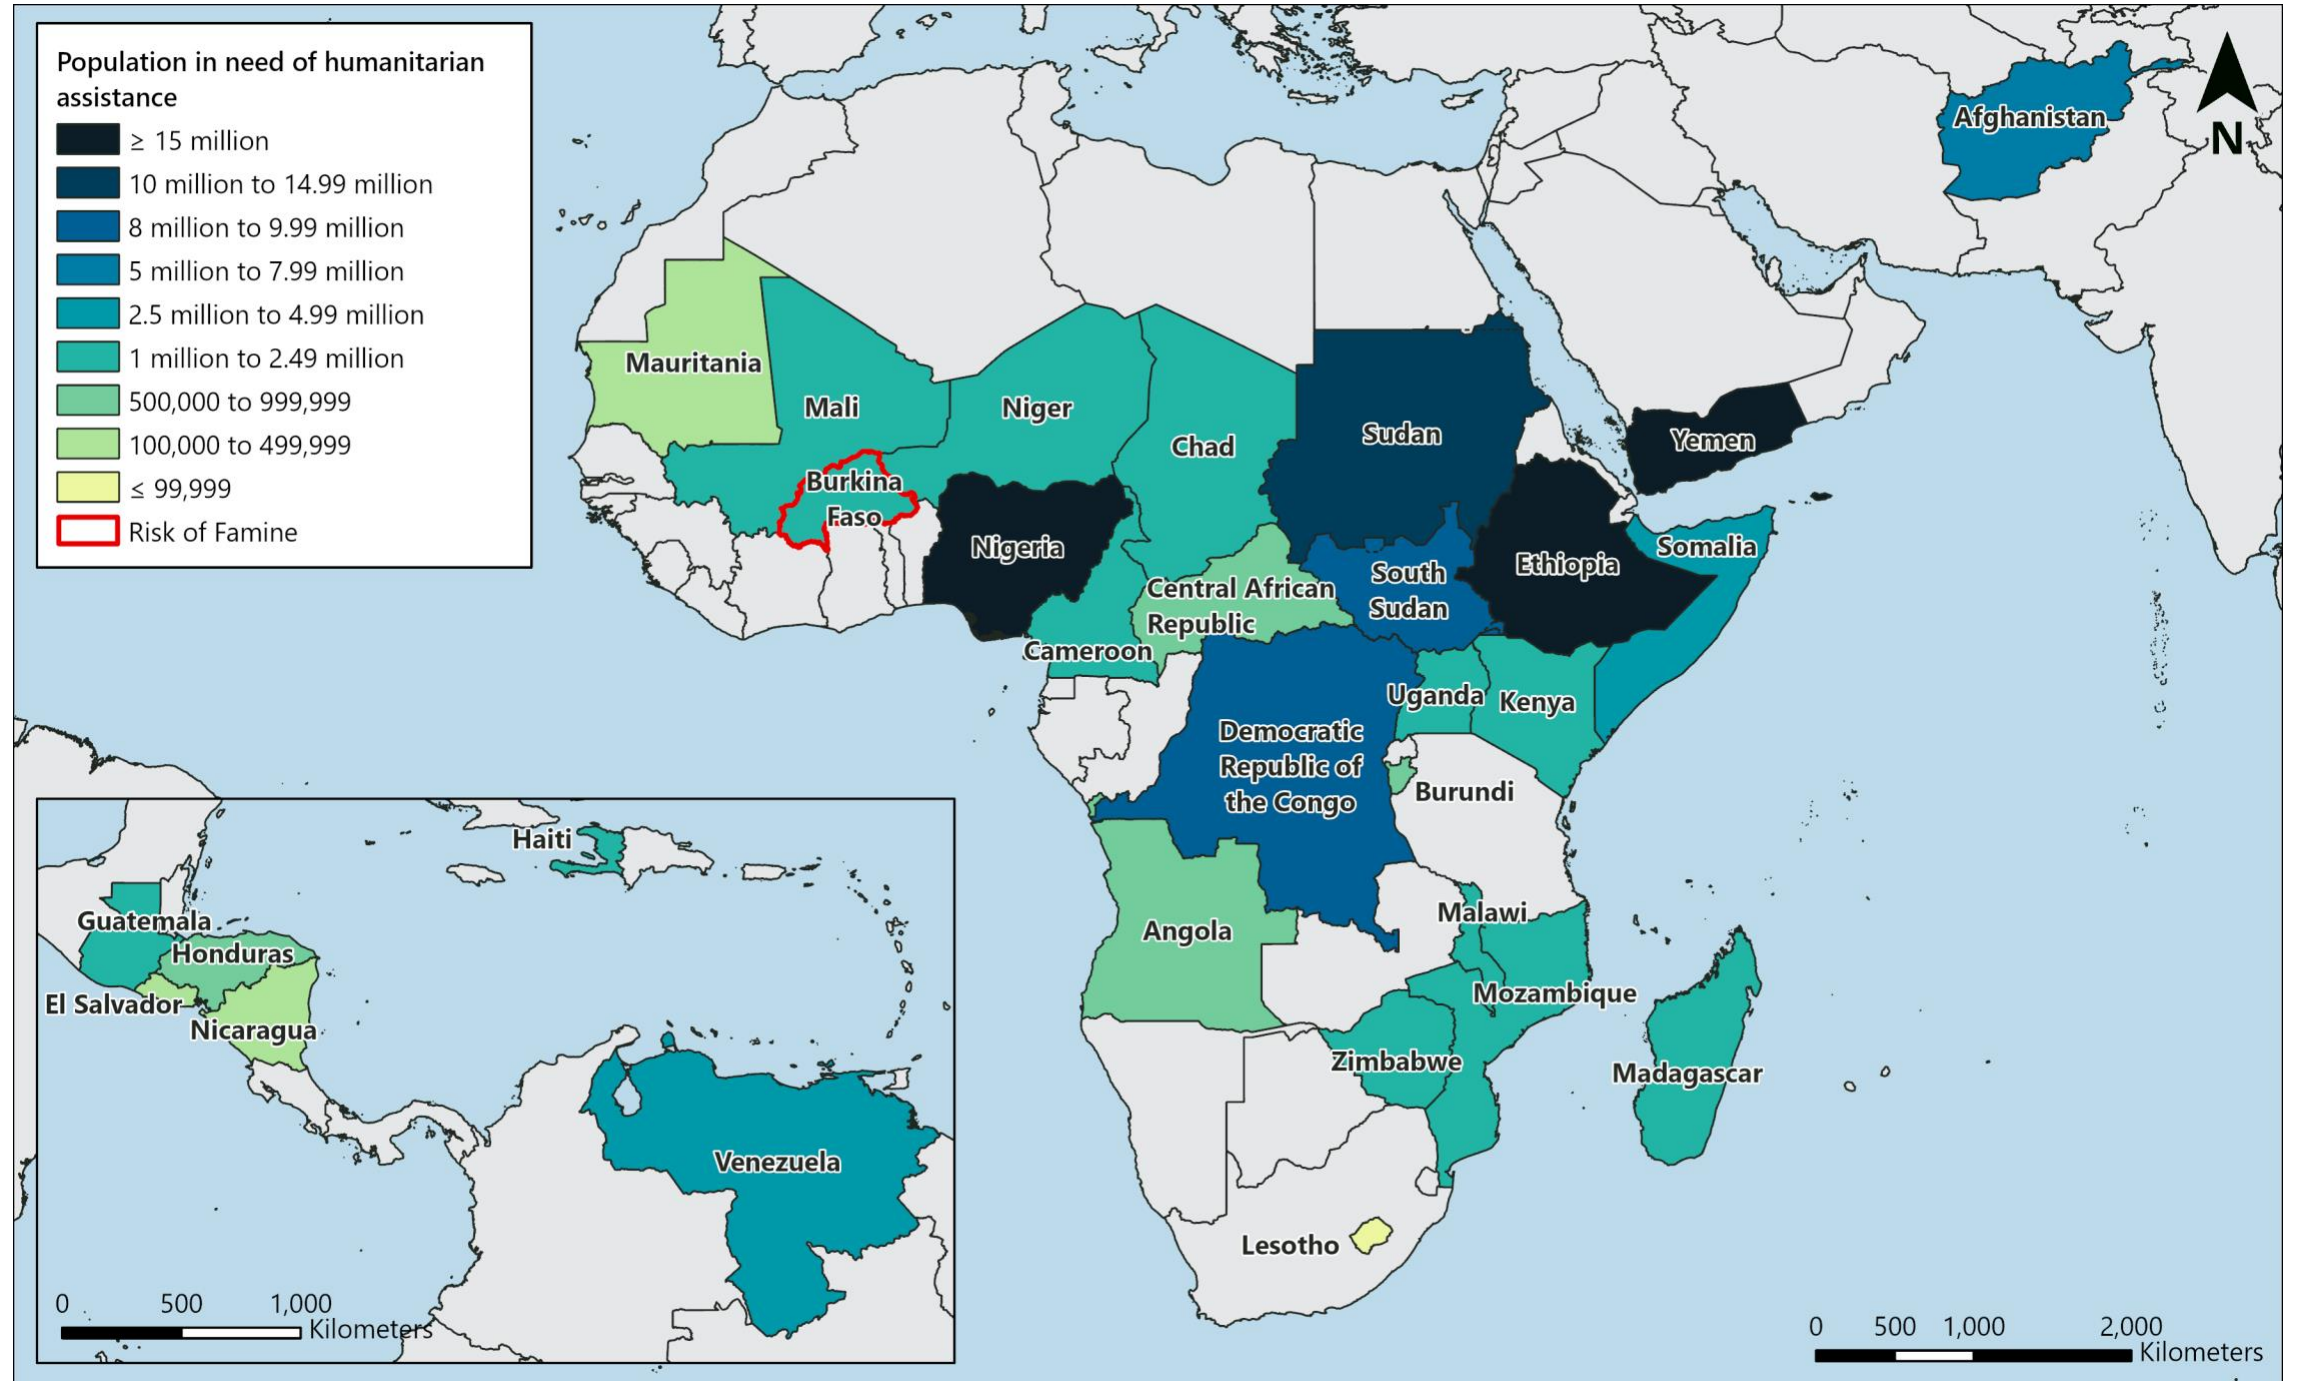 Population in need of humanitarian
assistance
≥ 15 million
10 million to 14.99 million
8 million to 9.99 million
5 million to 7.99 million
2.5 million to 4.99 million
1 million to 2.49 million
500,000 to 999,999
100,000 to 499,999
≤ 99,999
Risk of Famine
Afghanistan
N
Mauritania
Mali
Niger
Chad
Sudan
Yemen
Burkina
Faso
Nigeria
Ethiopia
Somalia
South
Sudan
Central African
Republic
Cameroon
Uganda
Kenya
Democratic
Republic of
the Congo
Burundi
Angola
Malawi
Mozambique
Zimbabwe
Madagascar
Lesotho
Haiti
Guatemala
Honduras
El Salvador
Nicaragua
Venezuela
0 500 1,000
Kilometers
0 500 1,000 2,000
Kilometers